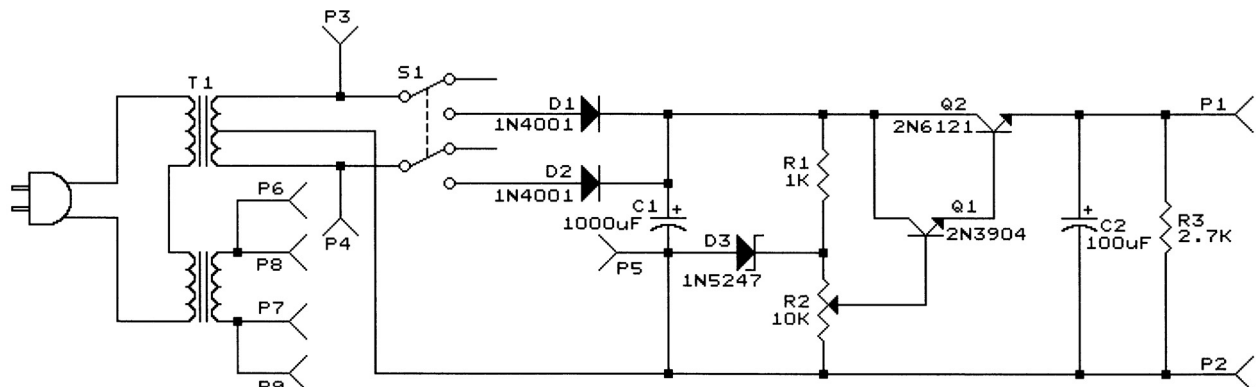 P3
T1
S1
D1
1N4001
Q2
2N6121
P1
R1
1K
D2
1N4001
P6
C1
1000uF
Q1
2N3904
C2
100uF
R3
2.7K
P4
P8
P5
D3
1N5247
R2
10K
P7
P2
P9